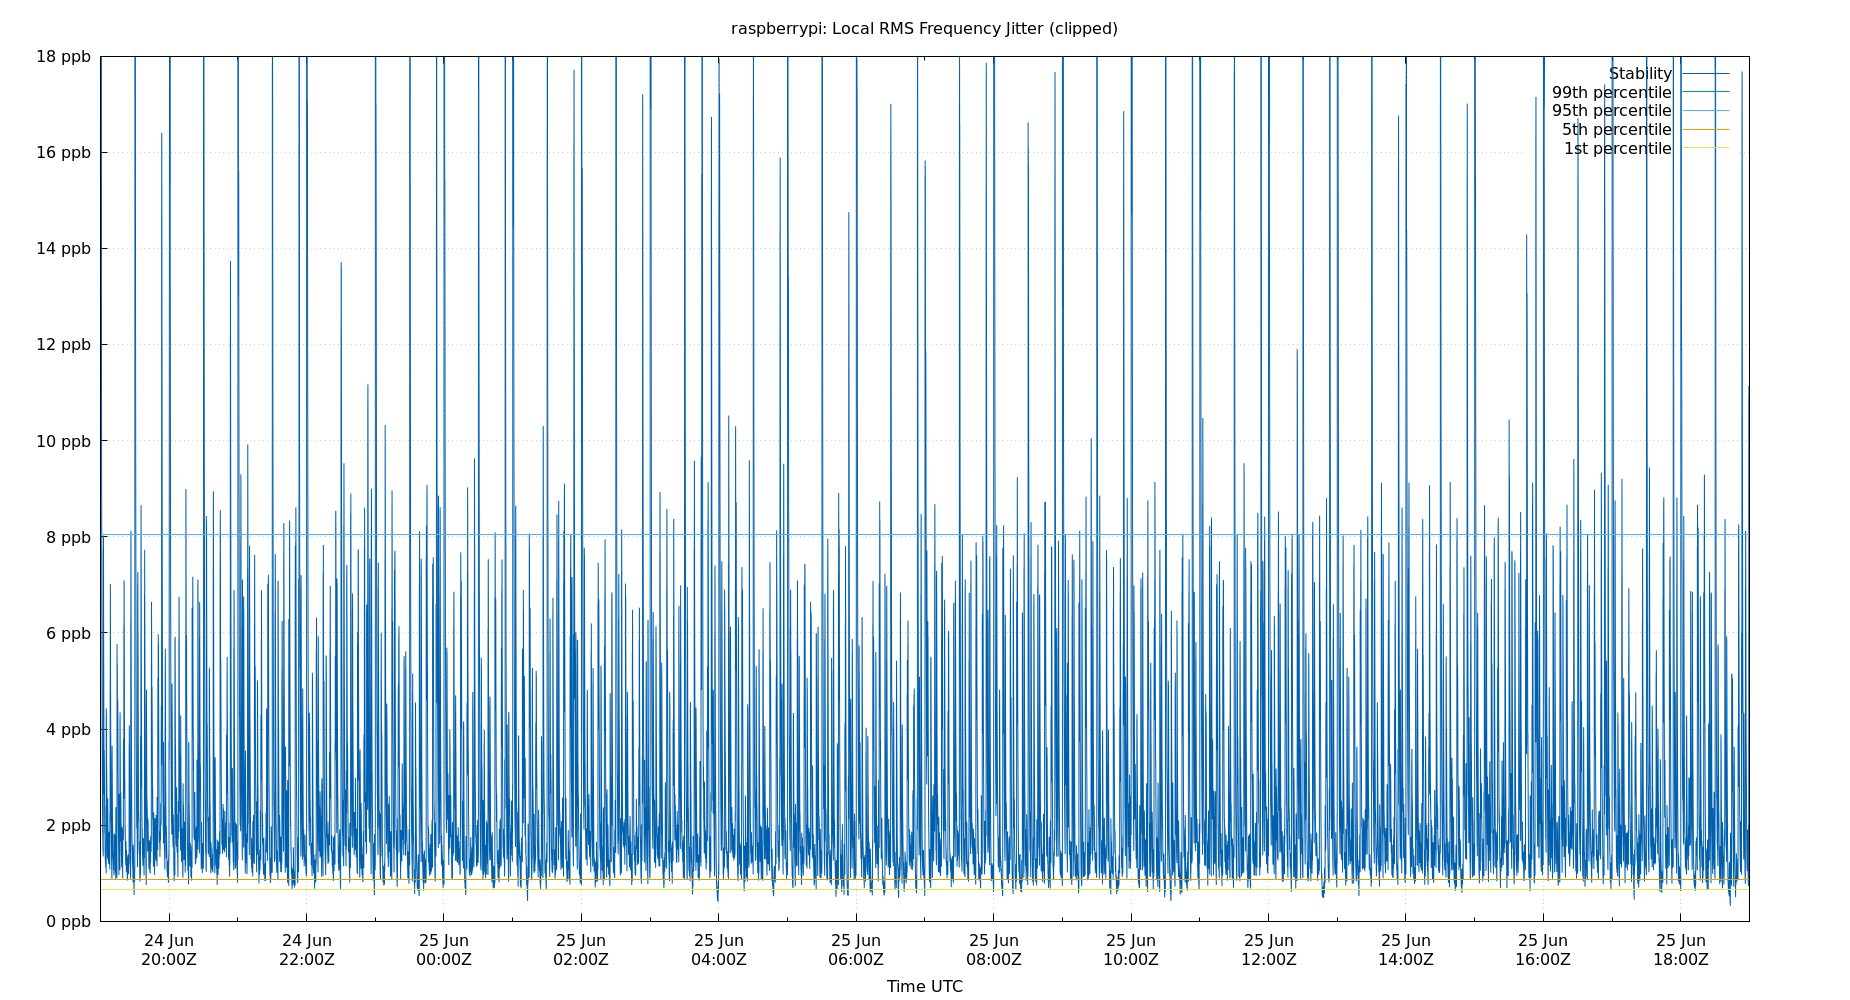 raspberrypi: Local RMS Frequency Jitter (clipped)
18 ppb
16 ppb
14 ppb
12 ppb
10 ppb
8 ppb
6 ppb
4 ppb
2 ppb
0 ppb
Stability
99th percentile
95th percentile
5th percentile
1st percentile
24 Jun 24 Jun 25 Jun 25 Jun 25 Jun 25 Jun 25 Jun 25 Jun 25 Jun 25 Jun 25 Jun 25 Jun
20:00Z 22:00Z 00:00Z 02:00Z 04:00Z 06:00Z 08:00Z 10:00Z 12:00Z 14:00Z 16:00Z 18:00Z
Time UTC